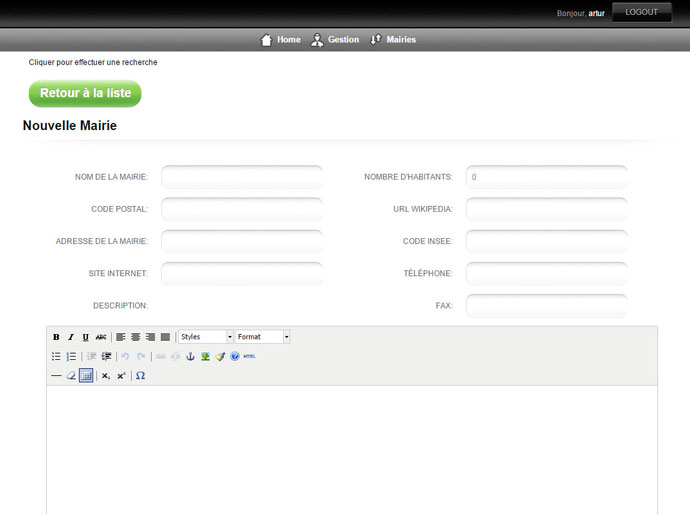 Bonjour, artur LOGOUT
Home Gestion Mairies
Cliquer pour effectuer une recherche
Retour à la liste
Nouvelle Mairie
NOM DE LA MAIRIE: NOMBRE D'HABITANTS: 0
CODE POSTAL: URL WIKIPEDIA:
ADRESSE DE LA MAIRIE: CODE INSEE:
SITE INTERNET: TÉLÉPHONE:
DESCRIPTION: FAX:
B I U ABC Styles Format
HTML
x₂ x² Ω